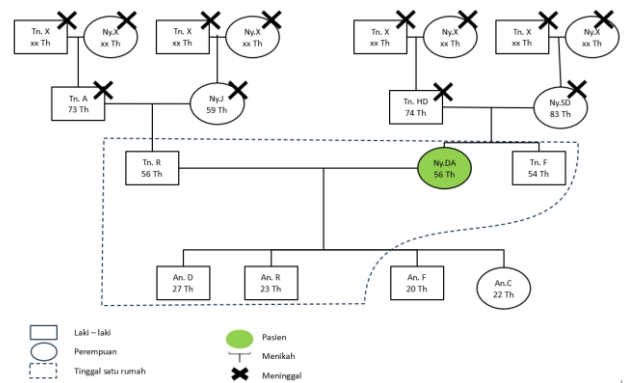 Tn. X
xx Th
Ny.X
xx Th
Tn. X
xx Th
Ny.X
xx Th
Tn. X
xx Th
Ny.X
xx Th
Tn. X
xx Th
Ny.X
xx Th
Tn. A
73 Th
Ny.J
59 Th
Tn. HD
74 Th
Ny.SD
83 Th
Tn. R
56 Th
Ny.DA
56 Th
Tn. F
54 Th
An. D
27 Th
An. R
23 Th
An. F
20 Th
An.C
22 Th
Laki – laki
Perempuan
Tinggal satu rumah
Pasien
Menikah
Meninggal